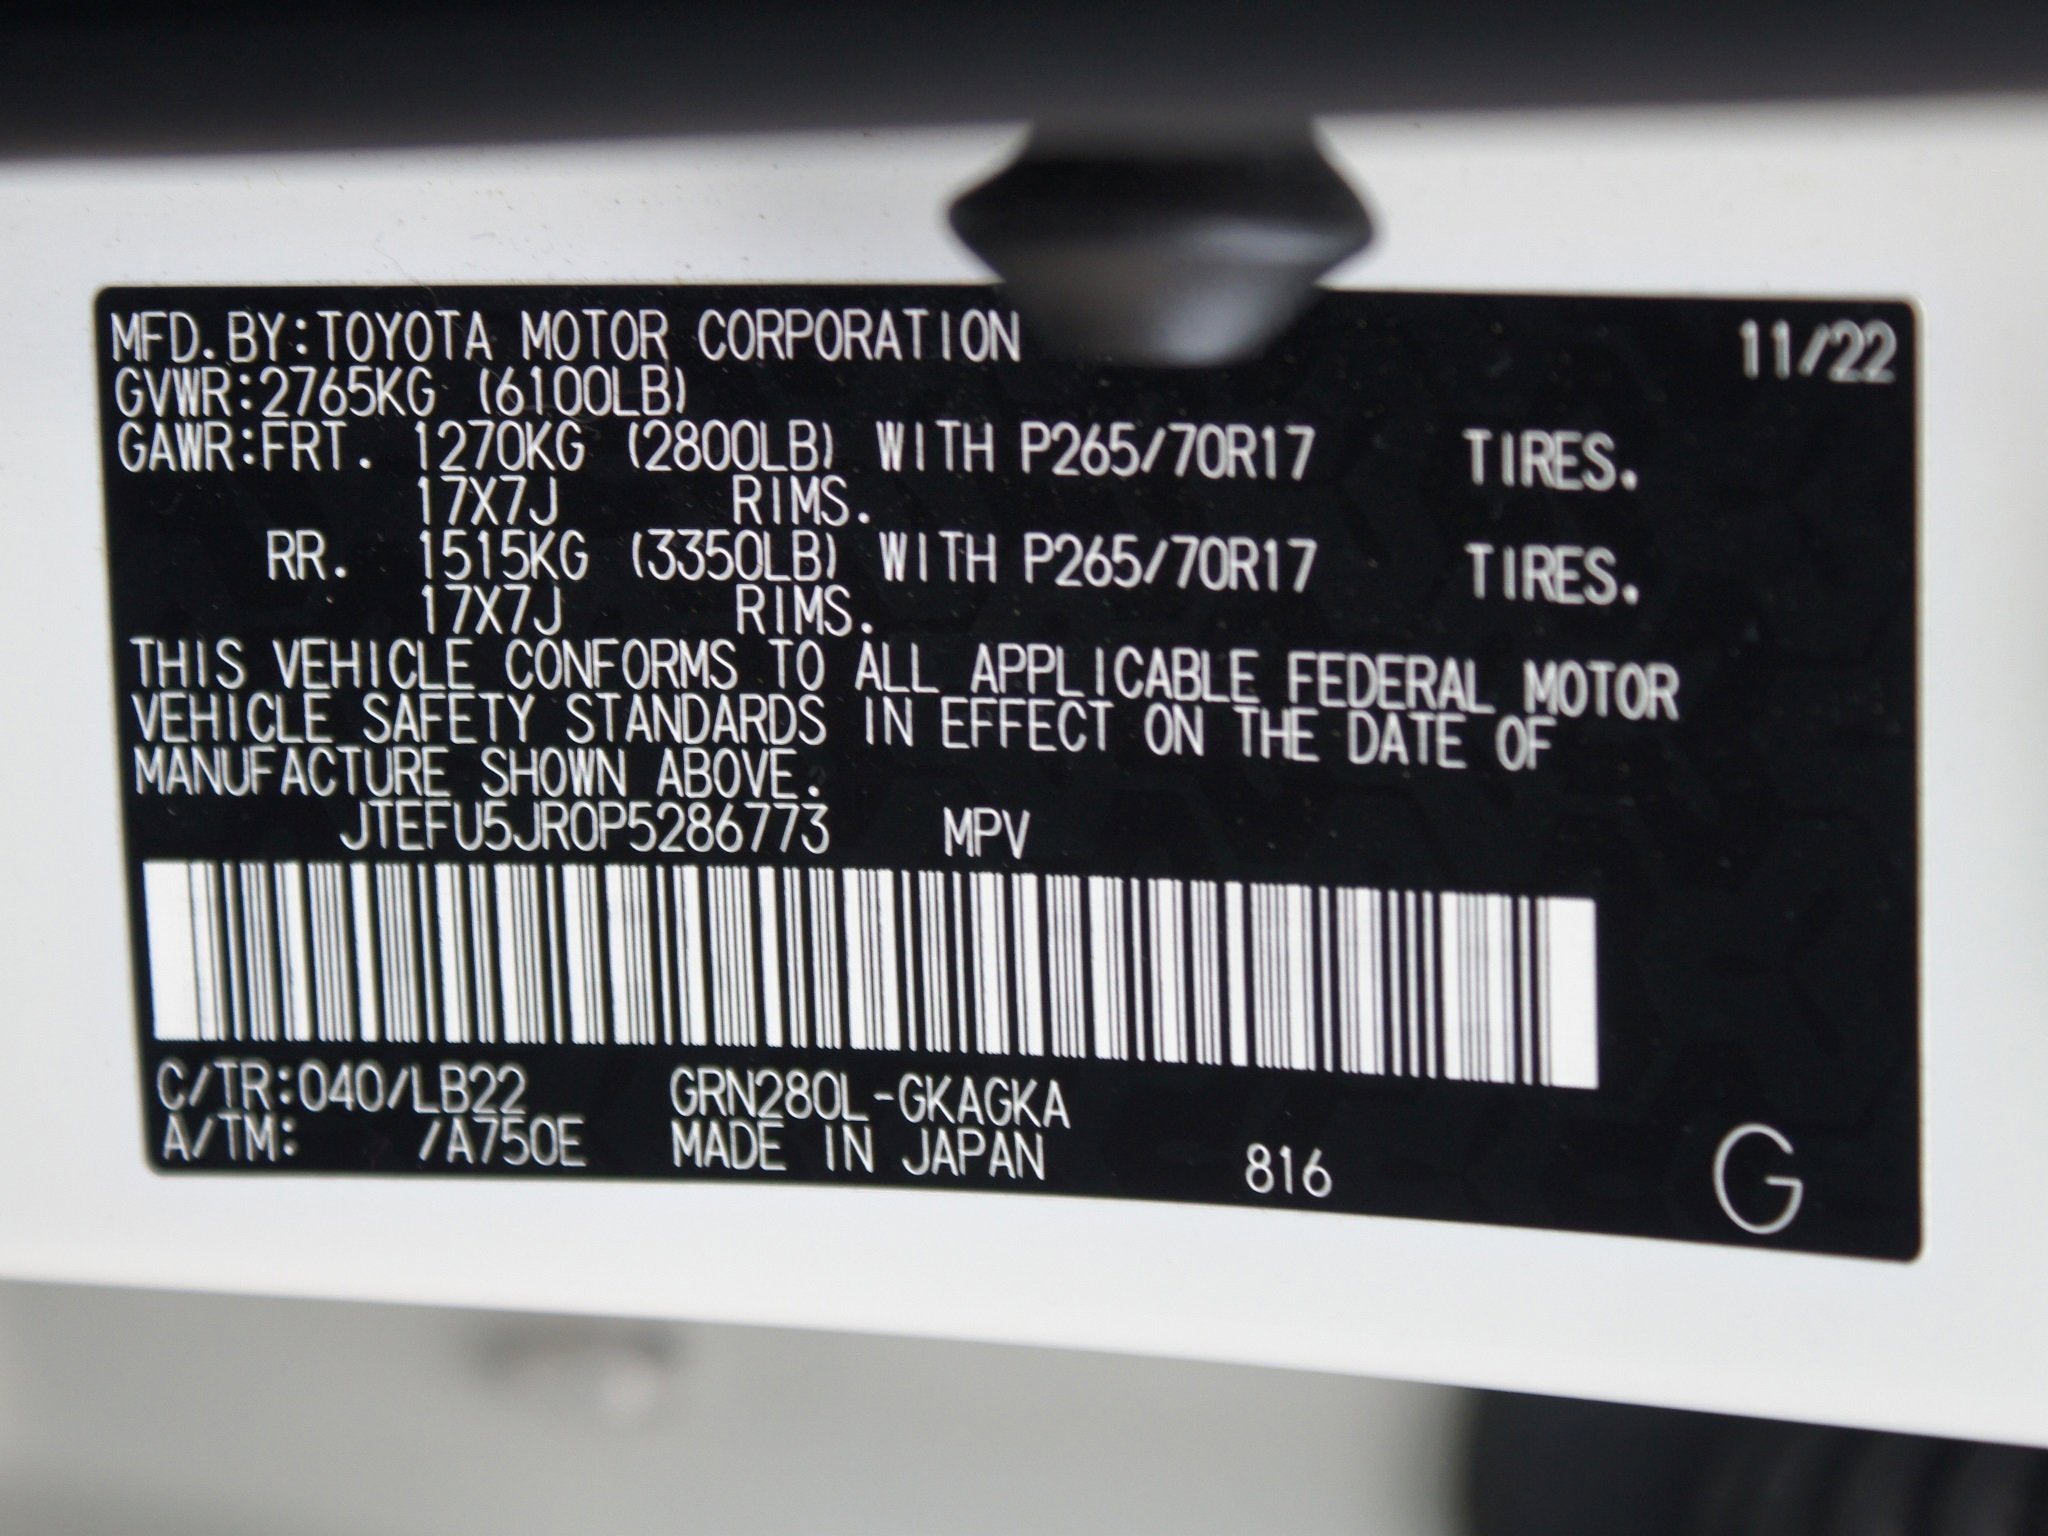 MFD.BY:TOYOTA MOTOR CORPORATION 11/22
GVWR:2765KG (6100LB)
GAWR:FRT. 1270KG (2800LB) WITH P265/70R17 TIRES.
17X7J RIMS.
RR. 1515KG (3350LB) WITH P265/70R17 TIRES.
17X7J RIMS.
THIS VEHICLE CONFORMS TO ALL APPLICABLE FEDERAL MOTOR
VEHICLE SAFETY STANDARDS IN EFFECT ON THE DATE OF
MANUFACTURE SHOWN ABOVE.
JTEFU5JR0P5286773 MPV
C/TR:040/LB22 GRN280L-GKAGKA
A/TM: /A750E MADE IN JAPAN 816 G